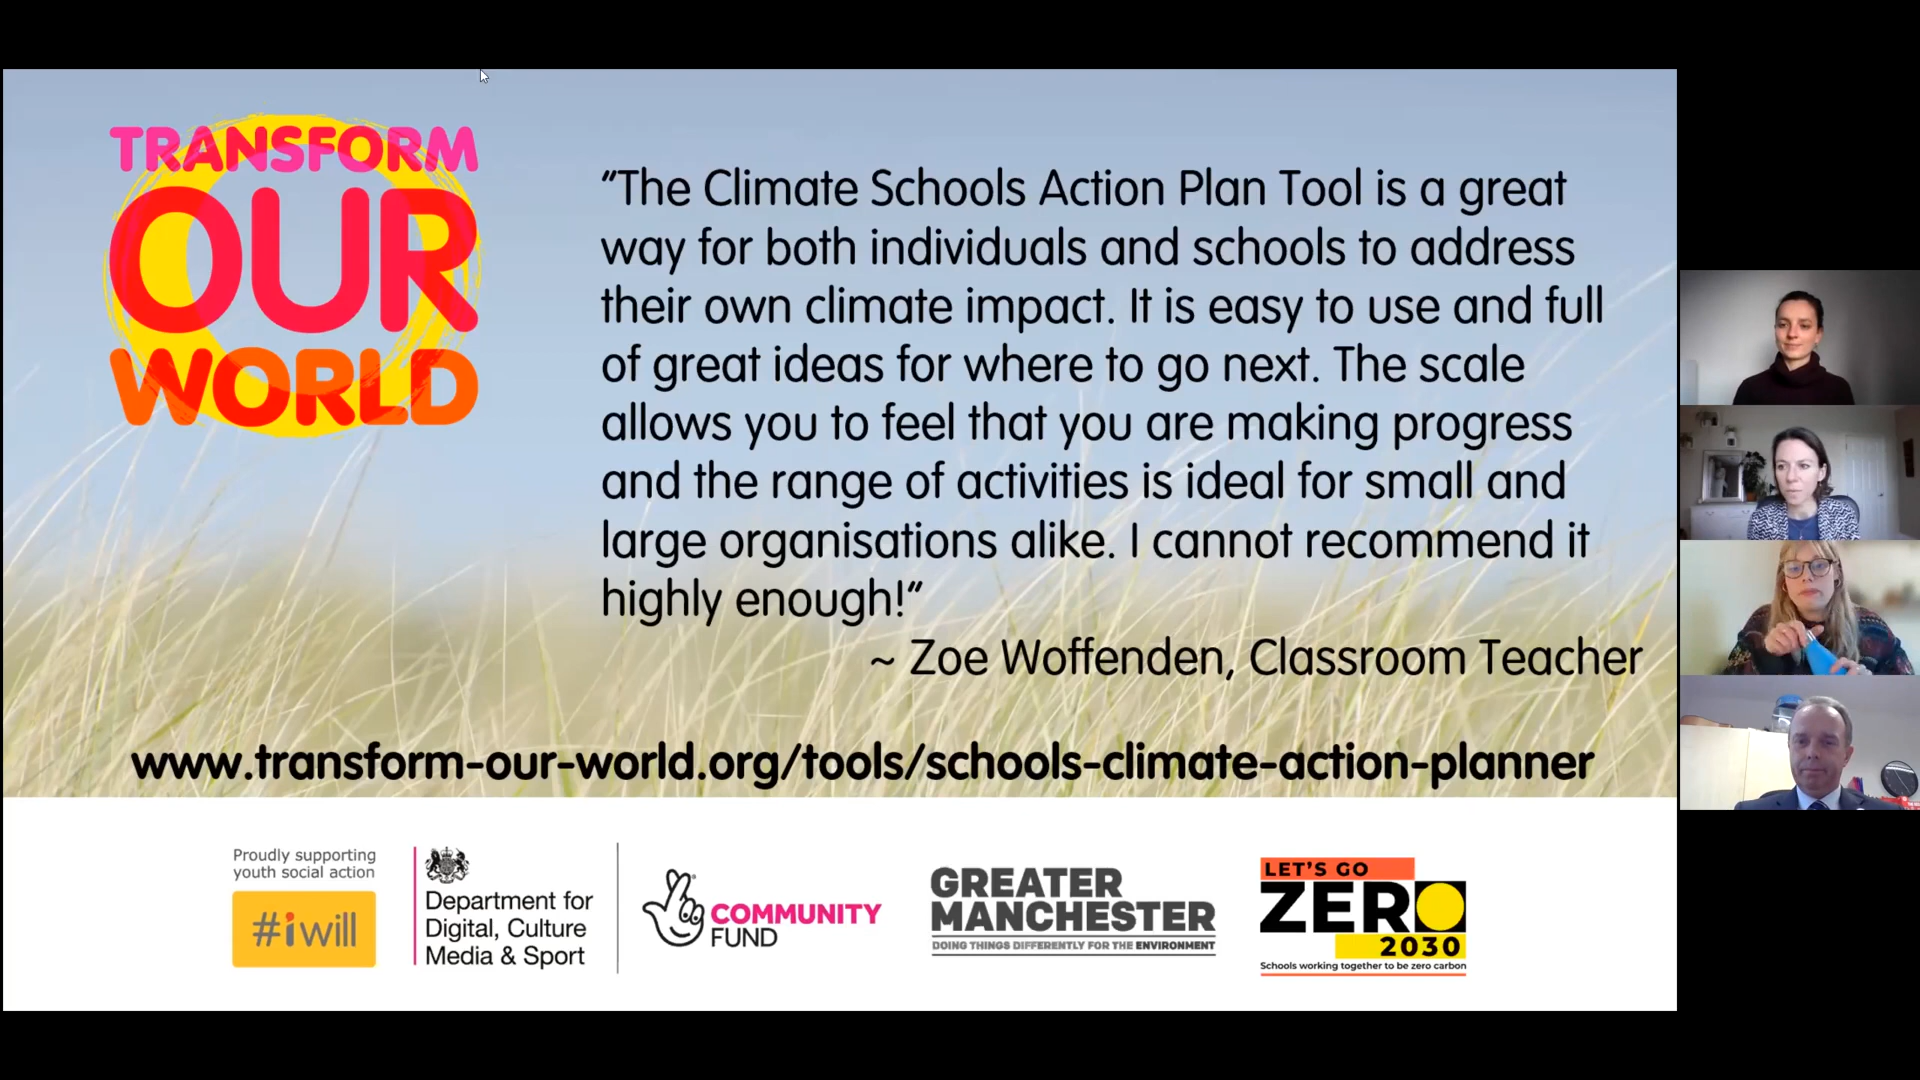 TRANSFORM
OUR
WORLD
“The Climate Schools Action Plan Tool is a great
way for both individuals and schools to address
their own climate impact. It is easy to use and full
of great ideas for where to go next. The scale
allows you to feel that you are making progress
and the range of activities is ideal for small and
large organisations alike. I cannot recommend it
highly enough!“
~ Zoe Woffenden, Classroom Teacher
www.transform-our-world.org/tools/schools-climate-action-planner
Proudly supporting
youth social action
#iwill
Department for
Digital, Culture
Media & Sport
COMMUNITY
FUND
GREATER
MANCHESTER
DOING THINGS DIFFERENTLY FOR THE ENVIRONMENT
LET'S GO
ZERO
2030
Schools working together to be zero carbon